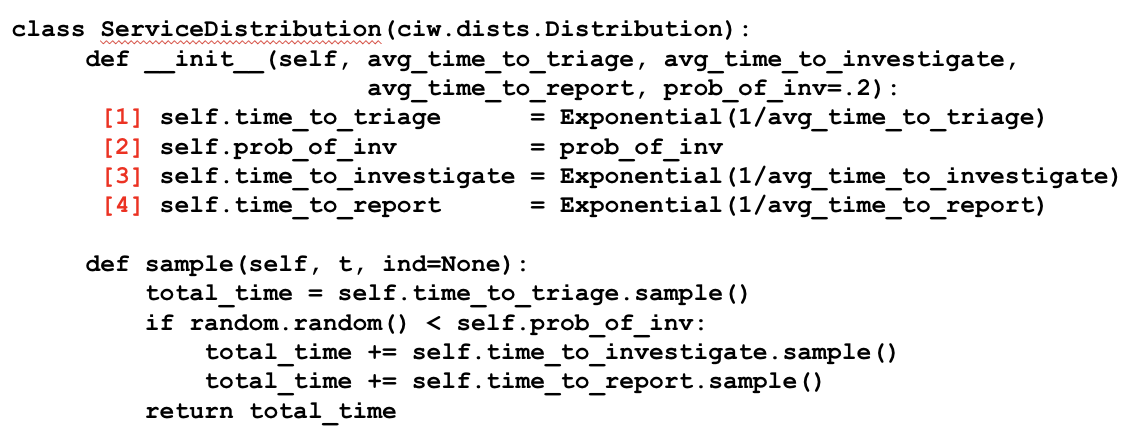 class ServiceDistribution(ciw.dists.Distribution):
     def __init__(self, avg_time_to_triage, avg_time_to_investigate,
                        avg_time_to_report, prob_of_inv=.2):
      [1] self.time_to_triage      = Exponential(1/avg_time_to_triage)
      [2] self.prob_of_inv         = prob_of_inv
      [3] self.time_to_investigate = Exponential(1/avg_time_to_investigate)
      [4] self.time_to_report      = Exponential(1/avg_time_to_report)

     def sample(self, t, ind=None):
         total_time = self.time_to_triage.sample()
         if random.random() < self.prob_of_inv:
             total_time += self.time_to_investigate.sample()
             total_time += self.time_to_report.sample()
         return total_time